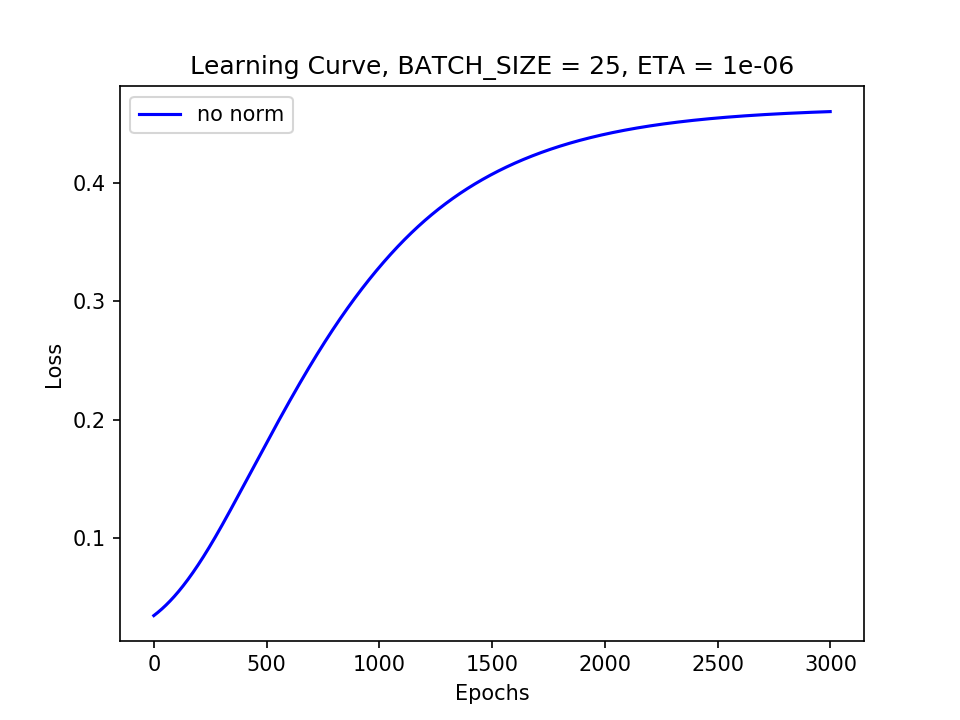 Learning Curve, BATCH_SIZE = 25, ETA = 1e-06
no norm
0.4
0.3
0.2
0.1
Loss
0 500 1000 1500 2000 2500 3000
Epochs